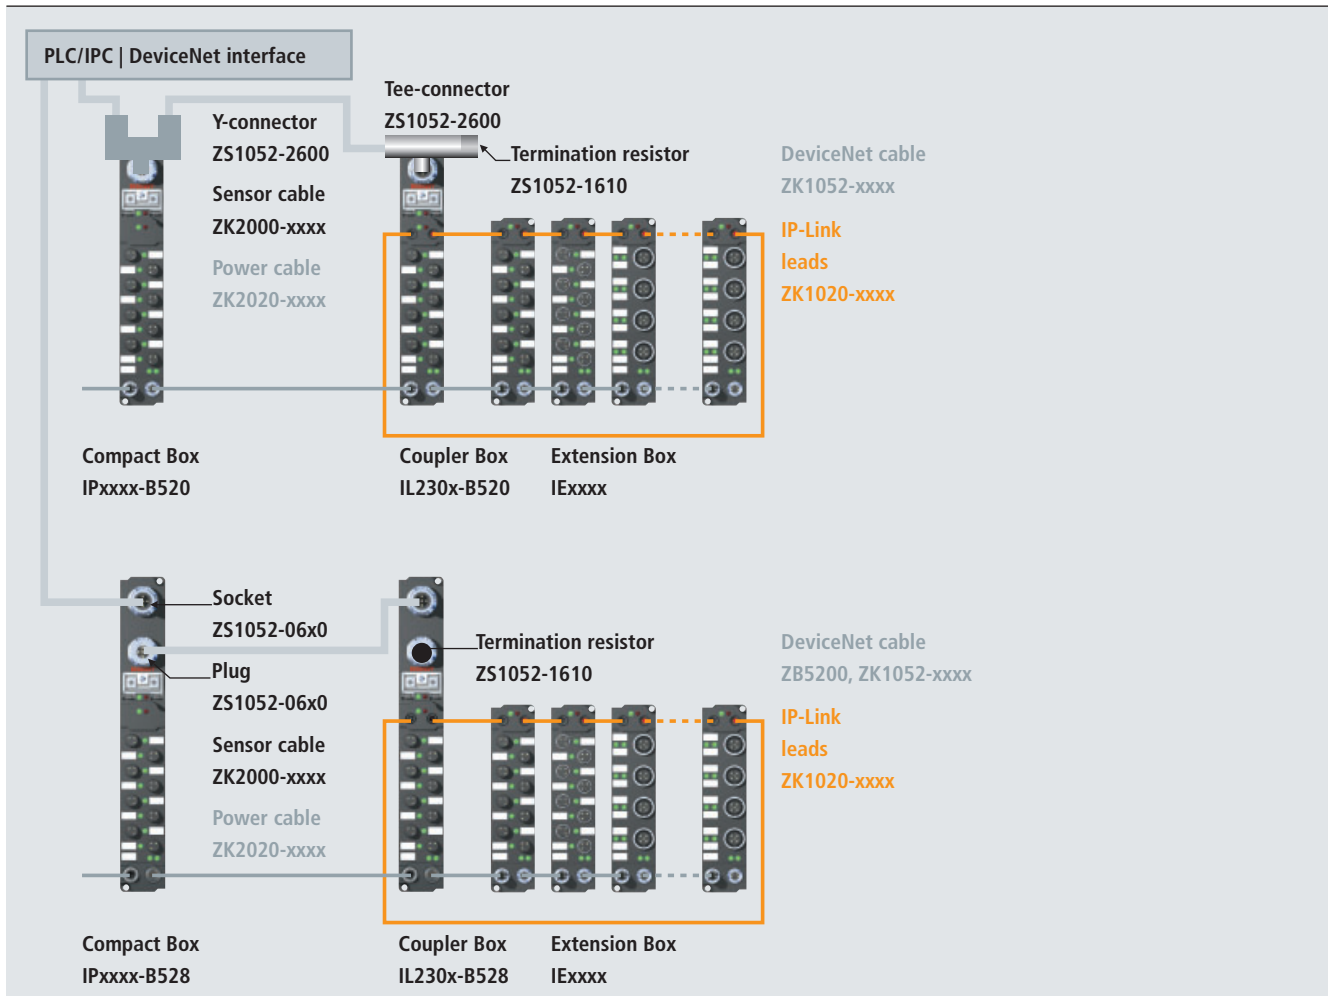 PLC/IPC | DeviceNet interface
Tee-connector
ZS1052-2600
Y-connector
ZS1052-2600
Termination resistor
ZS1052-1610
DeviceNet cable
ZK1052-xxxx
Sensor cable
ZK2000-xxxx
IP-Link
leads
ZK1020-xxxx
Power cable
ZK2020-xxxx
Compact Box
IPxxxx-B520
Coupler Box
IL230x-B520
Extension Box
IExxxx
Socket
ZS1052-06x0
Plug
ZS1052-06x0
Termination resistor
ZS1052-1610
DeviceNet cable
ZB5200, ZK1052-xxxx
Sensor cable
ZK2000-xxxx
IP-Link
leads
ZK1020-xxxx
Power cable
ZK2020-xxxx
Compact Box
IPxxxx-B528
Coupler Box
IL230x-B528
Extension Box
IExxxx